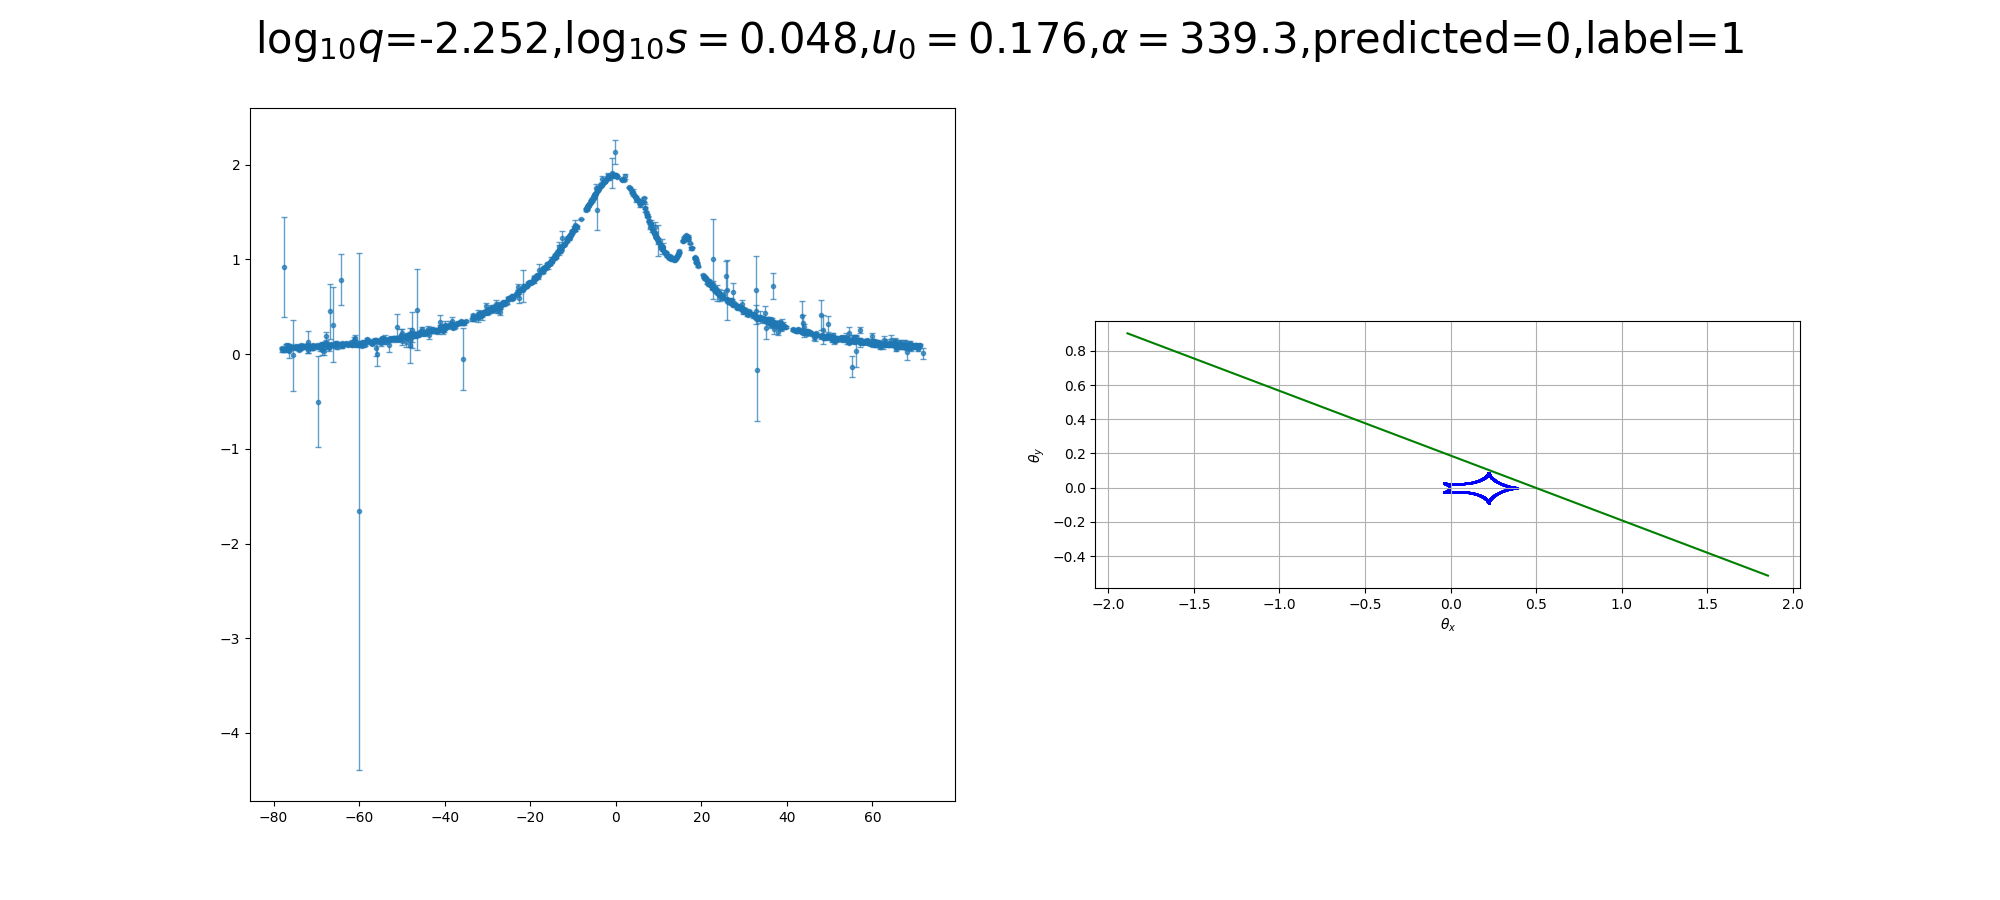 log₁₀q=-2.252,log₁₀s = 0.048,u₀ = 0.176,α = 339.3,predicted=0,label=1
2
1
0
−1
−2
−3
−4
−80 −60 −40 −20 0 20 40 60
0.8
0.6
0.4
0.2
0.0
−0.2
−0.4
θy
−2.0 −1.5 −1.0 −0.5 0.0 0.5 1.0 1.5 2.0
θx